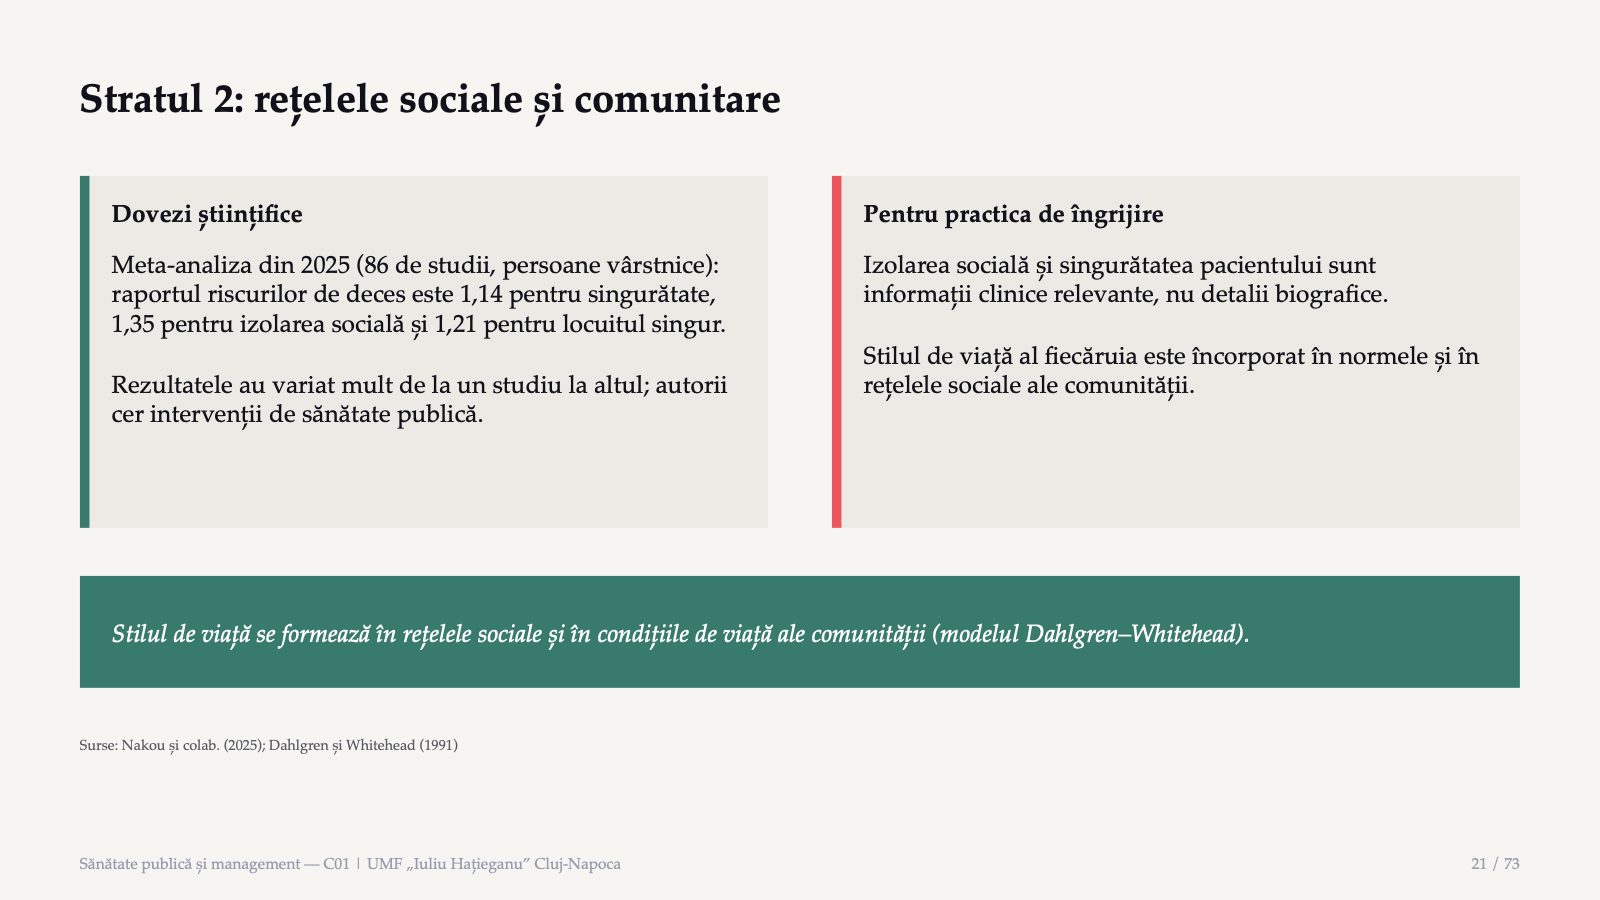 Stratul 2: rețelele sociale și comunitare
Dovezi științifice
Meta-analiza din 2025 (86 de studii, persoane vârstnice):
raportul riscurilor de deces este 1,14 pentru singurătate,
1,35 pentru izolarea socială și 1,21 pentru locuitul singur.
Rezultatele au variat mult de la un studiu la altul; autorii
cer intervenții de sănătate publică.
Pentru practica de îngrijire
Izolarea socială și singurătatea pacientului sunt
informații clinice relevante, nu detalii biografice.
Stilul de viață al fiecăruia este încorporat în normele și în
rețelele sociale ale comunității.
Stilul de viață se formează în rețelele sociale și în condițiile de viață ale comunității (modelul Dahlgren–Whitehead).
Surse: Nakou și colab. (2025); Dahlgren și Whitehead (1991)
Sănătate publică și management — C01 | UMF „Iuliu Hațieganu” Cluj-Napoca
21 / 73